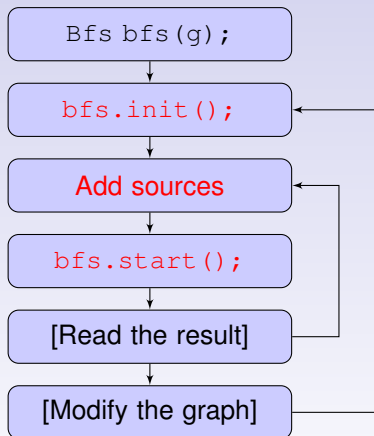 Bfs bfs(g);
bfs.init();
Add sources
bfs.start();
[Read the result]
[Modify the graph]